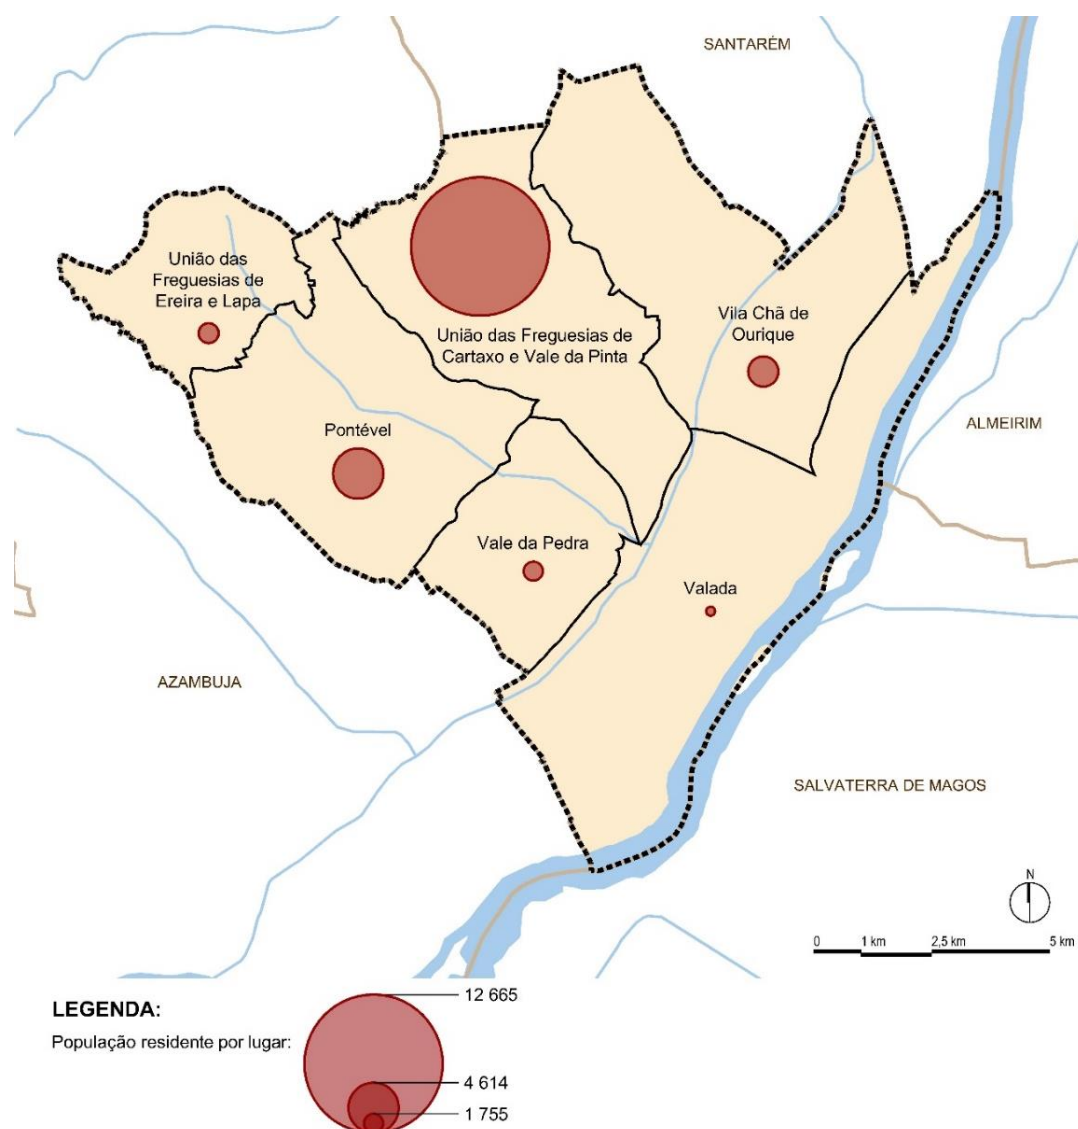 SANTARÉM
União das
Freguesias de
Ereira e Lapa
União das Freguesias de
Cartaxo e Vale da Pinta
Vila Chã de
Ourique
ALMEIRIM
Pontével
Vale da Pedra
Valada
AZAMBUJA
SALVATERRA DE MAGOS
N
0 1 km 2,5 km 5 km
LEGENDA:
População residente por lugar:
12 665
4 614
1 755